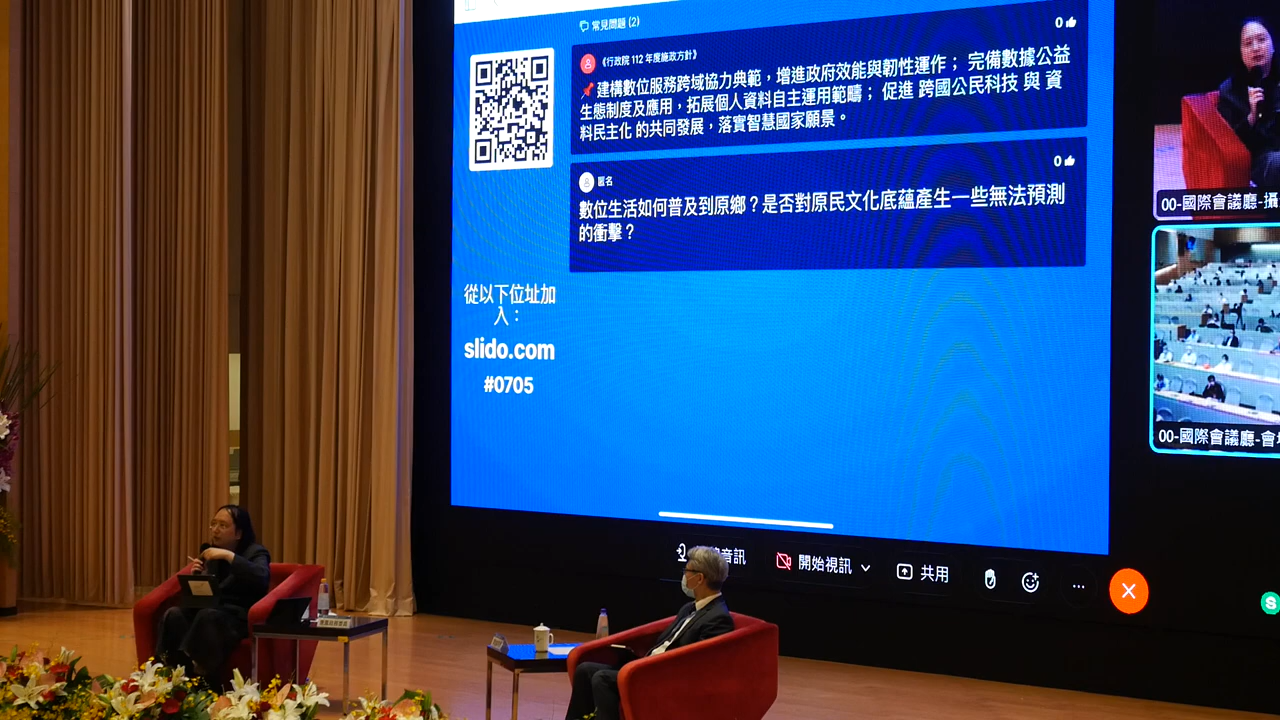 常見問題 (2)
0
《行政院 112 年度施政方針》
建構數位服務跨域協力典範，增進政府效能與韌性運作； 完備數據公益
生態制度及應用，拓展個人資料自主運用範疇； 促進 跨國公民科技 與 資
料民主化 的共同發展，落實智慧國家願景。
0
匿名
數位生活如何普及到原鄉？是否對原民文化底蘊產生一些無法預測
的衝擊？
從以下位址加
入：
slido.com
#0705
00-國際會議廳-攝
00-國際會議廳-會
音訊
開始視訊
共用
S